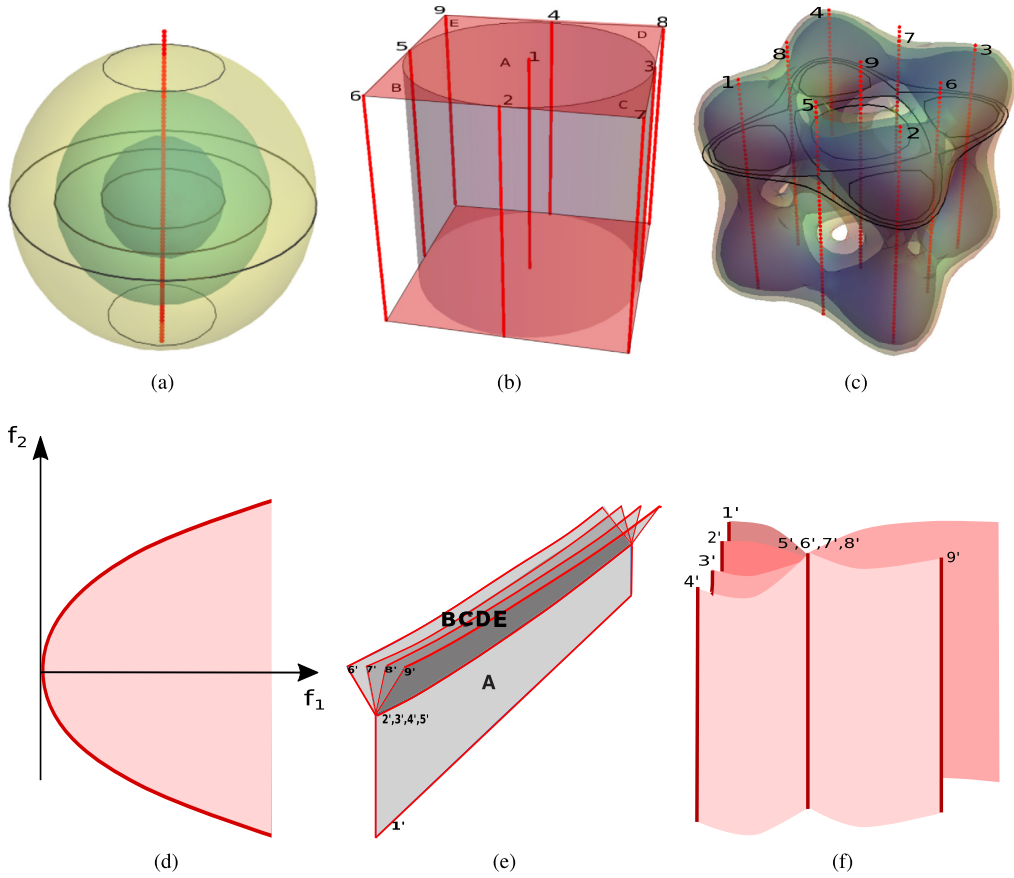 9 4 8
E D
5 A 1 3
B C
6 2 7
4 7
8 3
1 9 6
5 2
(a) (b) (c)
f2
f1
BCDE
6' 7' 8' 9'
A
2',3',4',5'
1'
1'
2' 5',6',7',8'
3' 9'
4'
(d) (e) (f)